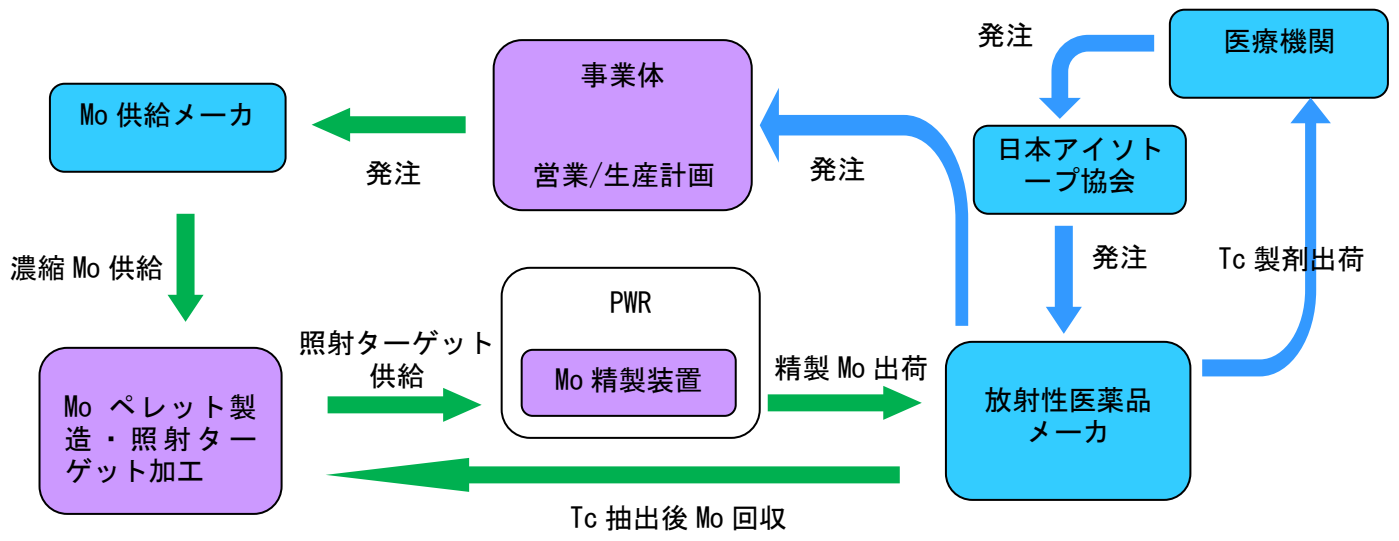 発注
医療機関
事業体
営業/生産計画
Mo 供給メーカ
発注
発注
日本アイソト
ープ協会
発注
Tc 製剤出荷
濃縮 Mo 供給
照射ターゲット
供給
PWR
Mo 精製装置
精製 Mo 出荷
Mo ペレット製
造・照射ター
ゲット加工
放射性医薬品
メーカ
Tc 抽出後 Mo 回収